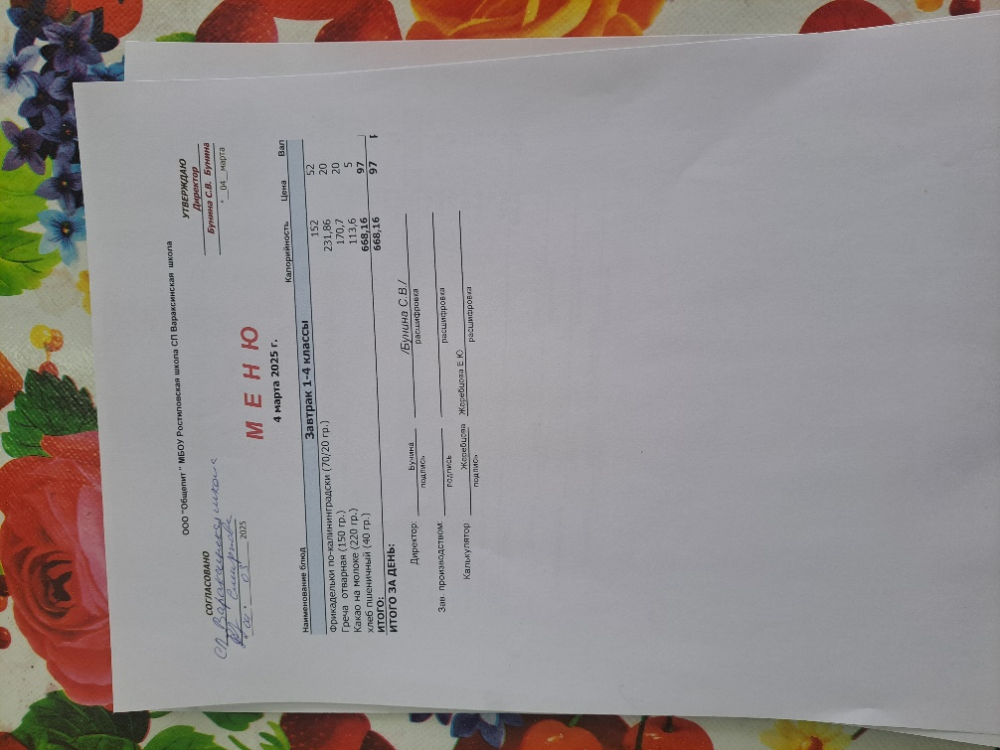 ООО "Общепит " МБОУ Ростиловская школа СП Вараксинская школа
СОГЛАСОВАНО
УТВЕРЖДАЮ
СП Вараксинская школа
Директор
Смирнова
Бунина С.В. Бунина
03 2025
"_04__марта
М Е Н Ю
4 марта 2025 г.
Наименование блюд Калорийность Цена Вал
Завтрак 1-4 классы
Фрикадельки по-калининградски (70/20 гр.) 152 52
Греча отварная (150 гр.) 231,86 20
Какао на молоке (220 гр.) 170,7 20
хлеб пшеничный (40 гр.) 113,6 5
ИТОГО: 668,16 97
ИТОГО ЗА ДЕНЬ: 668,16 97
Директор: Бунина /Бунина С.В./
подпись расшифровка
Зав. производством:
подпись расшифровка
Калькулятор Жеребцова Жеребцова Е.Ю
подпись расшифровка